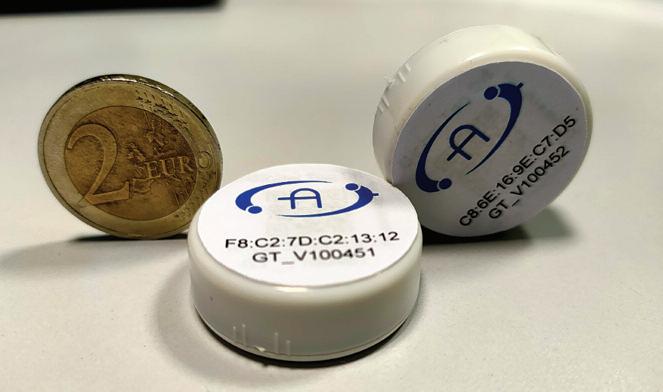 2 EURO
A
F8:C2:7D:C2:13:12
GT_V100451
A
C8:6E:16:9E:C7:D5
GT_V100452